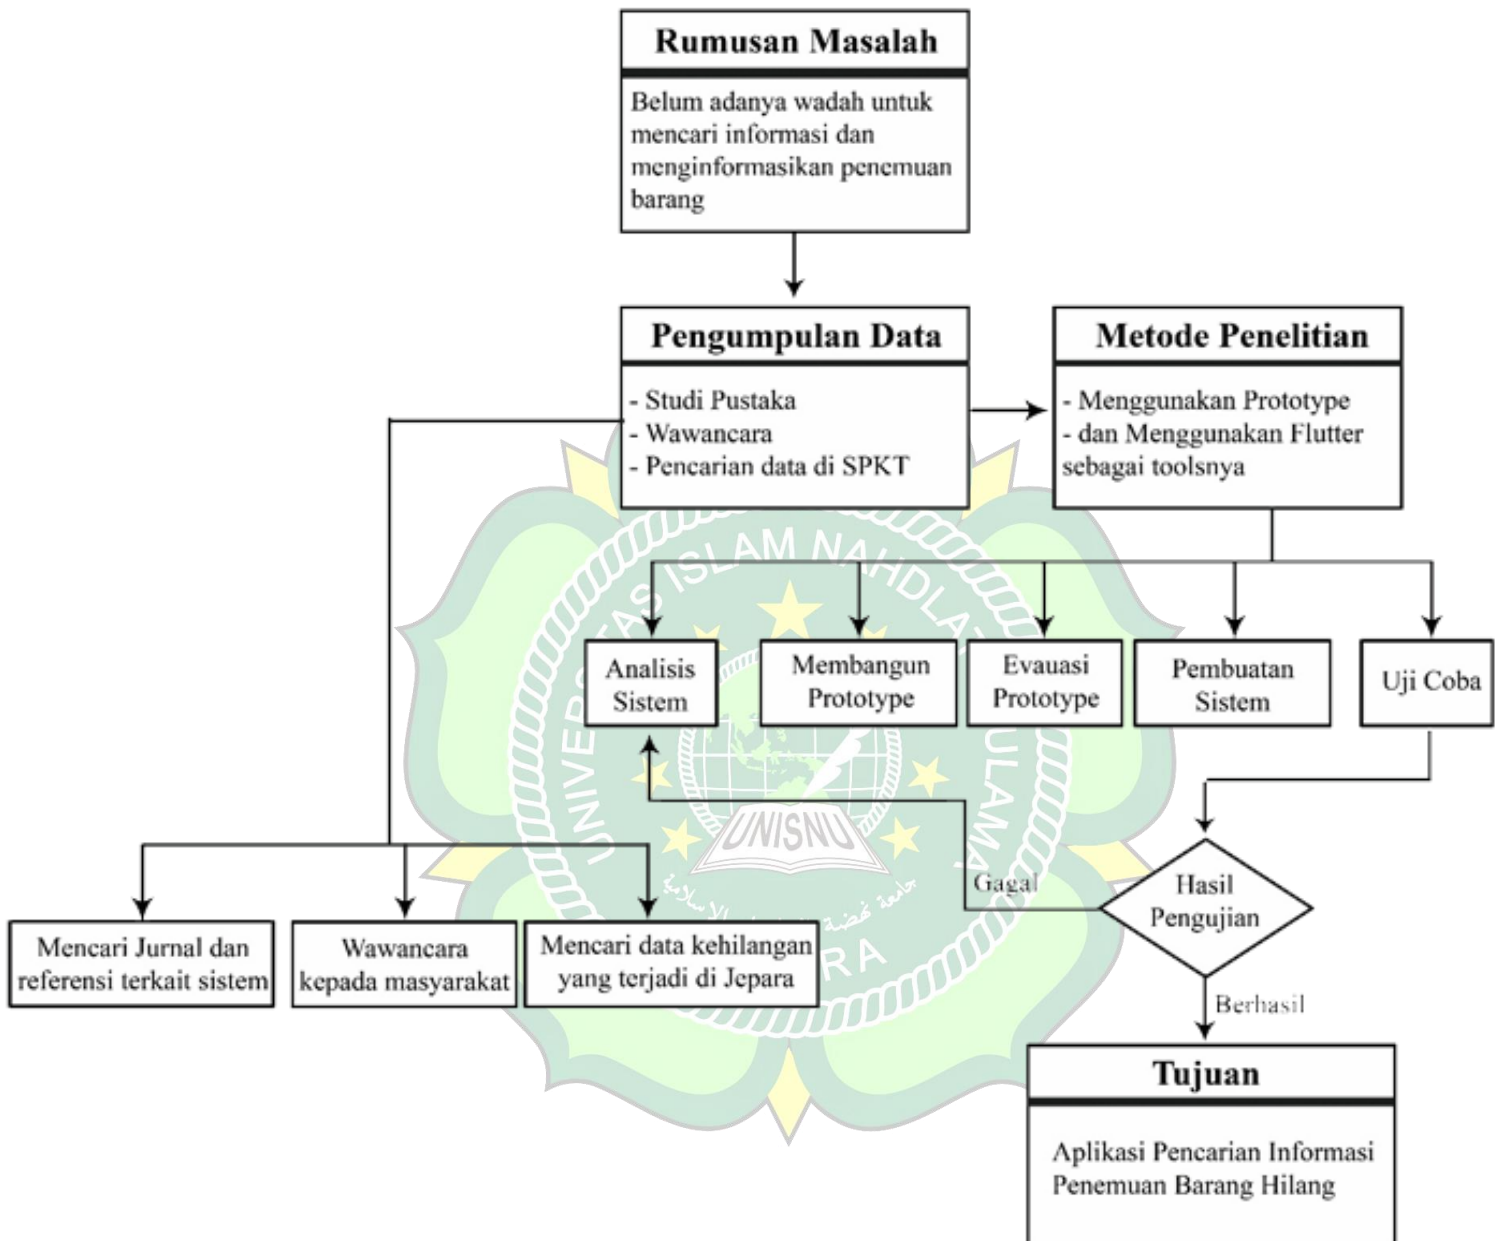 Rumusan Masalah
Belum adanya wadah untuk
mencari informasi dan
menginformasikan penemuan
barang
Pengumpulan Data
- Studi Pustaka
- Wawancara
- Pencarian data di SPKT
Metode Penelitian
- Menggunakan Prototype
- dan Menggunakan Flutter
sebagai toolsnya
Analisis
Sistem
Membangun
Prototype
Evauasi
Prototype
Pembuatan
Sistem
Uji Coba
Hasil
Pengujian
Gagal
Berhasil
Mencari Jurnal dan
referensi terkait sistem
Wawancara
kepada masyarakat
Mencari data kehilangan
yang terjadi di Jepara
Tujuan
Aplikasi Pencarian Informasi
Penemuan Barang Hilang
ISLAM
ULAMA
UNISNU